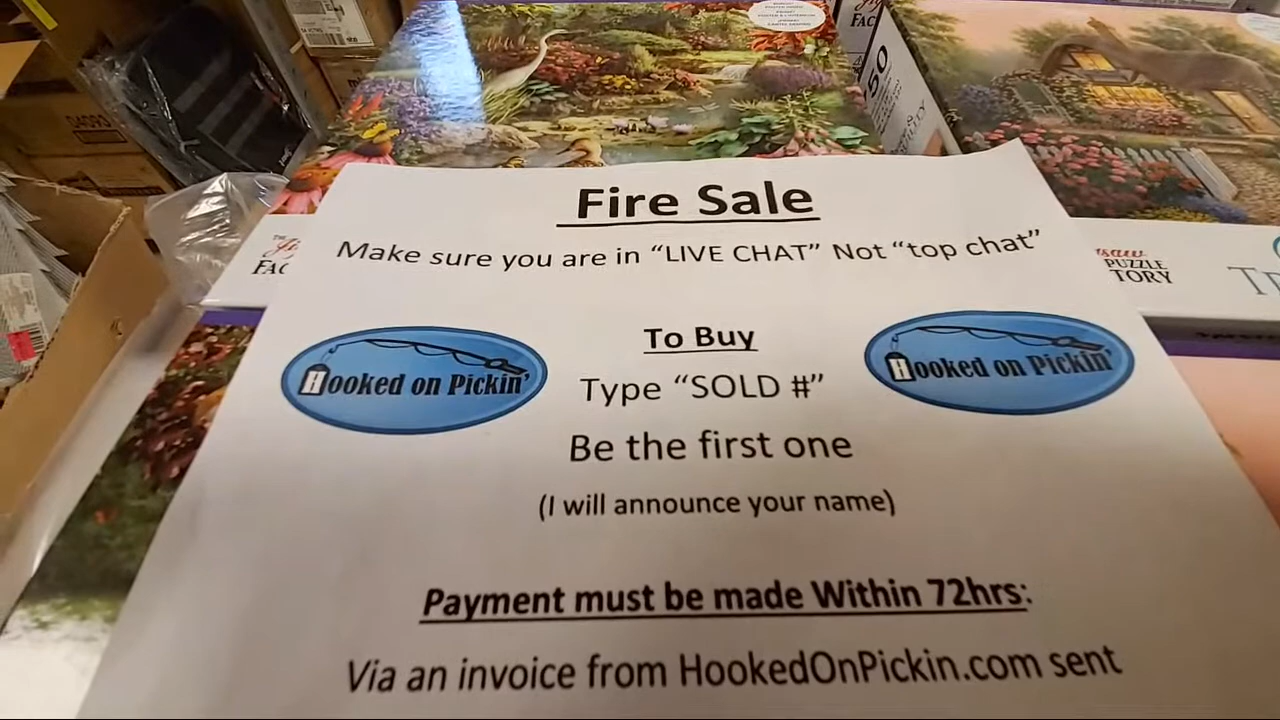 Fire Sale
Make sure you are in “LIVE CHAT” Not “top chat”
To Buy
Hooked on Pickin'
Hooked on Pickin'
Type “SOLD #”
Be the first one
(I will announce your name)
Payment must be made Within 72hrs:
Via an invoice from HookedOnPickin.com sent
50
PUZZLE
TORY